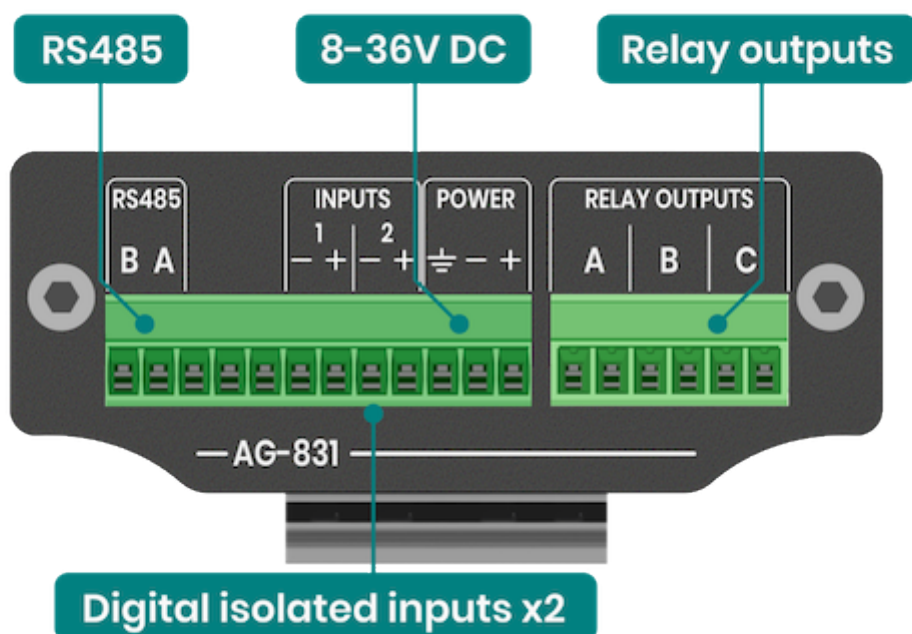 RS485
8-36V DC
Relay outputs
RS485
B A
INPUTS
1 2
- + - +
POWER
⏚ - +
RELAY OUTPUTS
A B C
AG-831
Digital isolated inputs x2